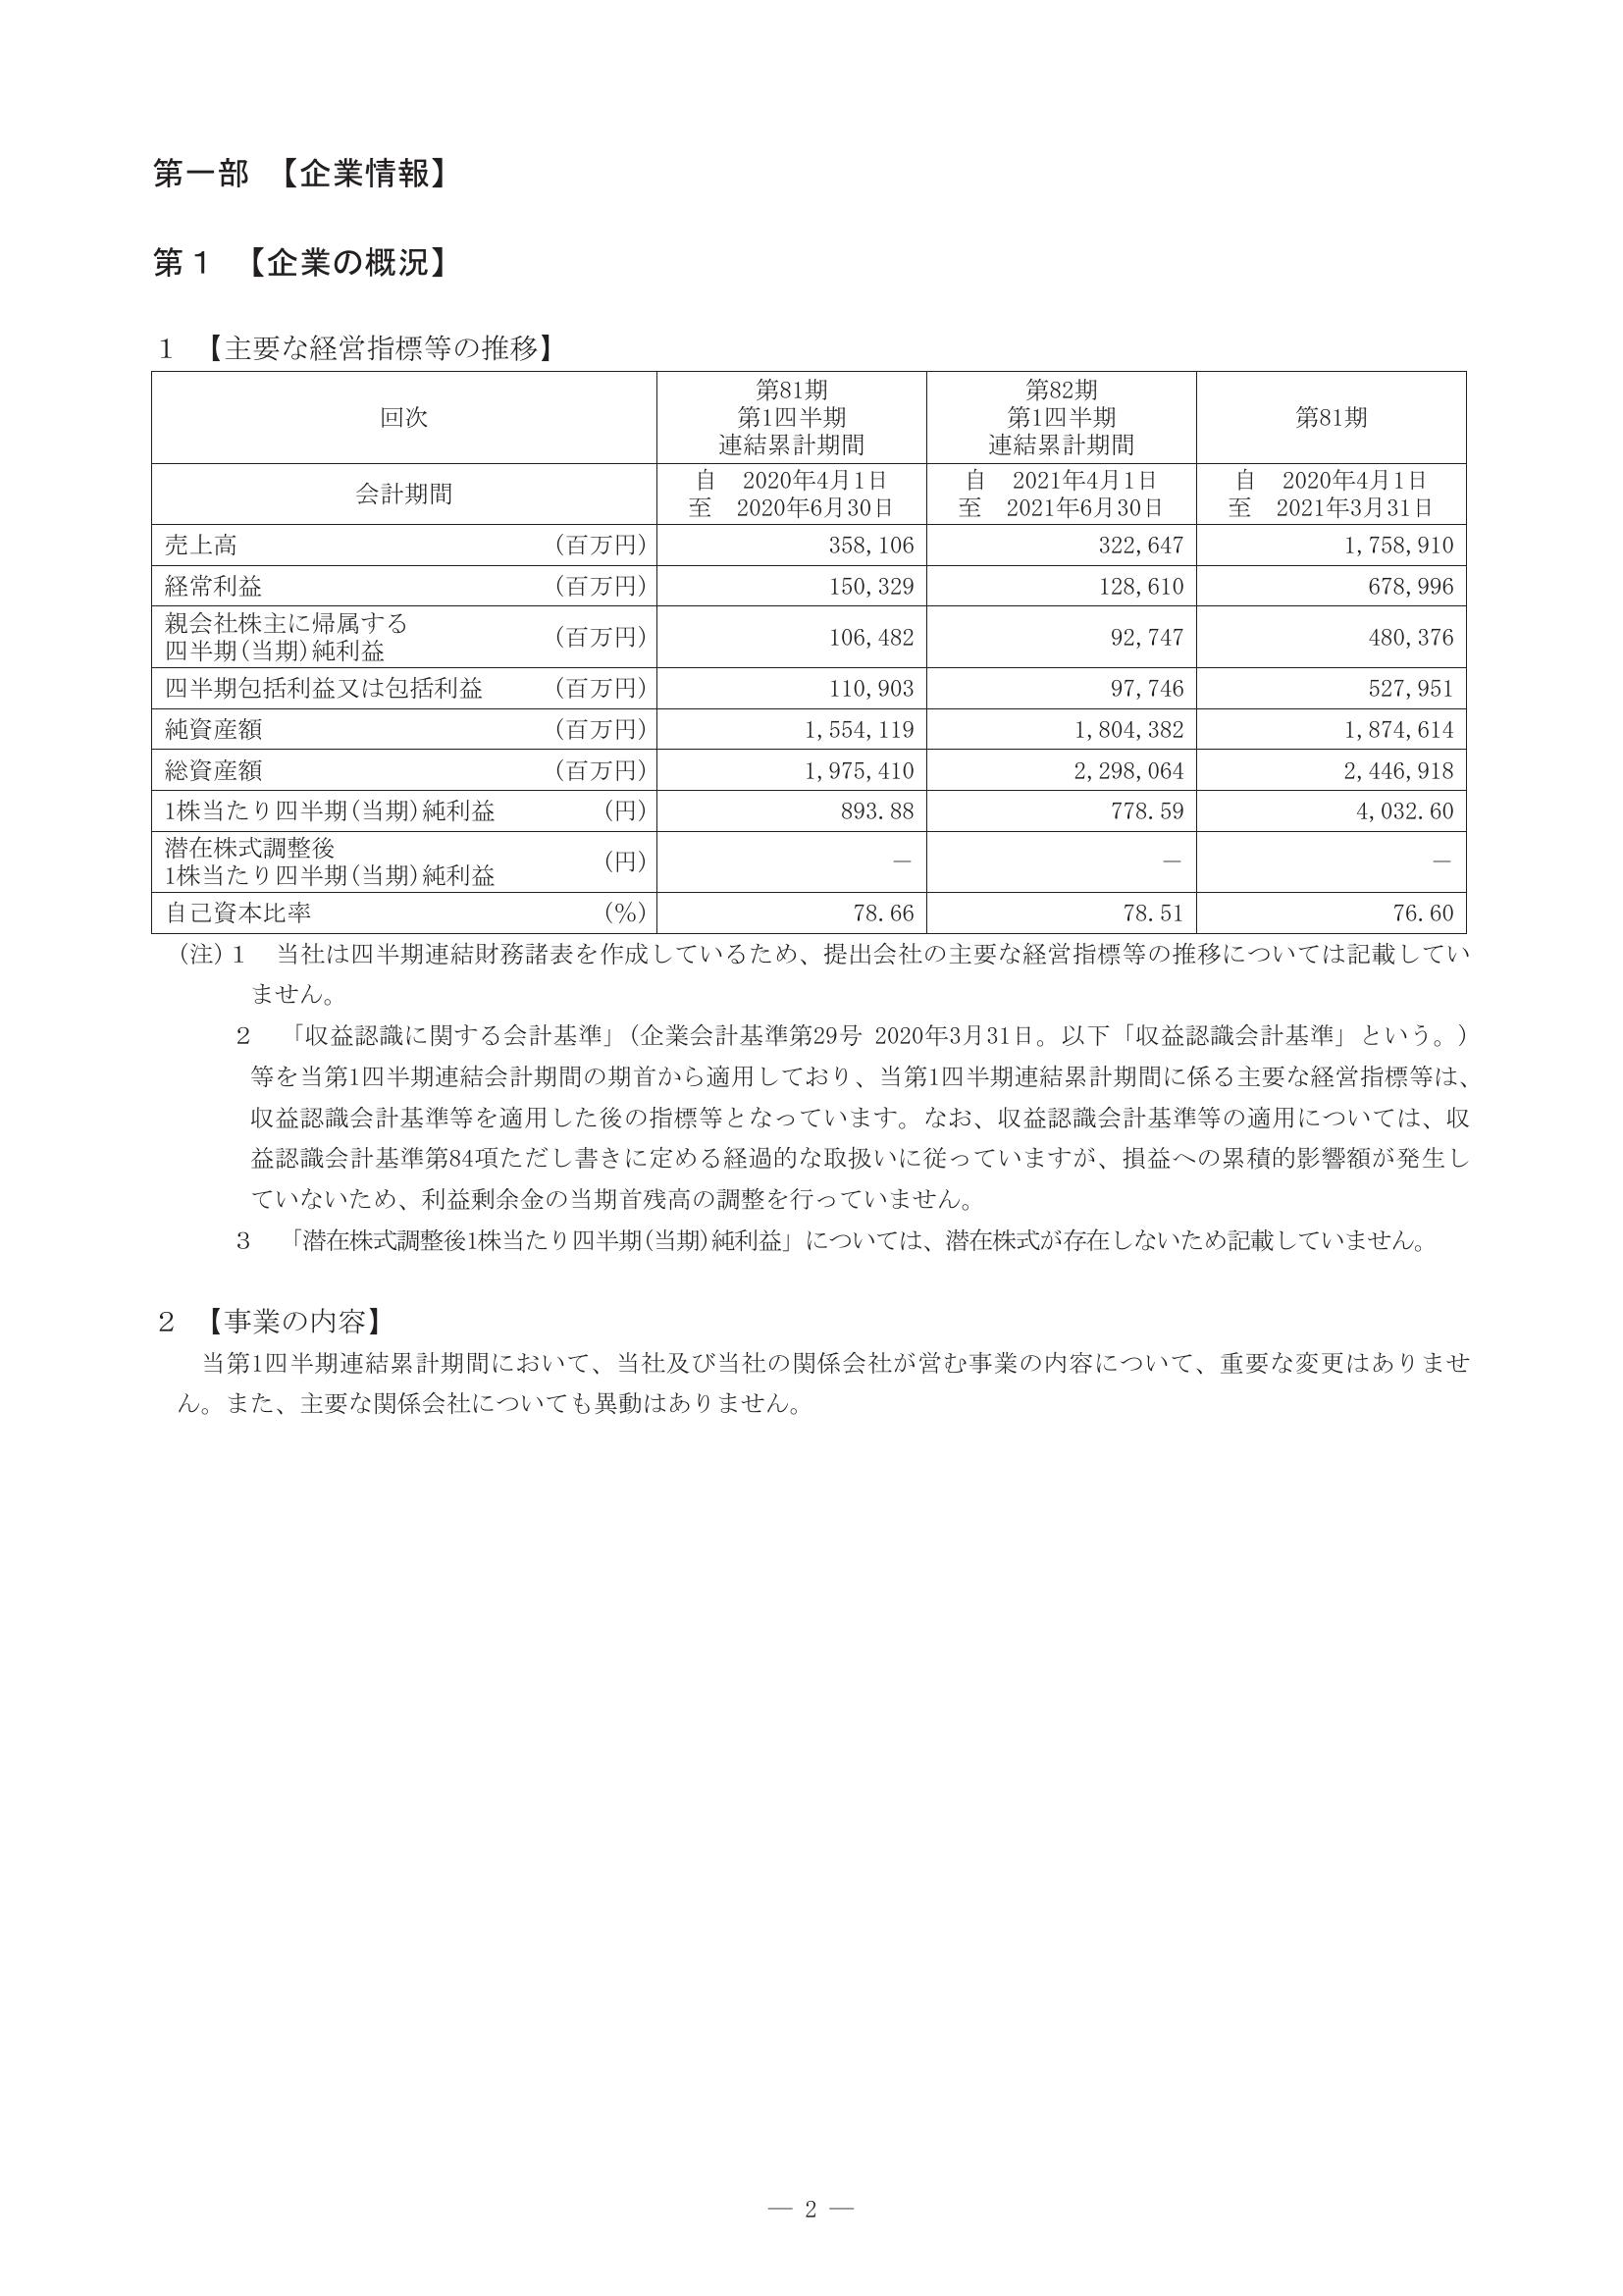 第一部 【企業情報】
第１ 【企業の概況】
１ 【主要な経営指標等の推移】
回次
第81期
第1四半期
連結累計期間
第82期
第1四半期
連結累計期間
第81期
会計期間
自 2020年4月1日
至 2020年6月30日
自 2021年4月1日
至 2021年6月30日
自 2020年4月1日
至 2021年3月31日
売上高 (百万円) 358,106 322,647 1,758,910
経常利益 (百万円) 150,329 128,610 678,996
親会社株主に帰属する
四半期(当期)純利益 (百万円) 106,482 92,747 480,376
四半期包括利益又は包括利益 (百万円) 110,903 97,746 527,951
純資産額 (百万円) 1,554,119 1,804,382 1,874,614
総資産額 (百万円) 1,975,410 2,298,064 2,446,918
1株当たり四半期(当期)純利益 (円) 893.88 778.59 4,032.60
潜在株式調整後
1株当たり四半期(当期)純利益 (円) － － －
自己資本比率 (％) 78.66 78.51 76.60
(注) 1 当社は四半期連結財務諸表を作成しているため、提出会社の主要な経営指標等の推移については記載してい
ません。
２ 「収益認識に関する会計基準」(企業会計基準第29号 2020年3月31日。以下「収益認識会計基準」という。)
等を当第1四半期連結会計期間の期首から適用しており、当第1四半期連結累計期間に係る主要な経営指標等は、
収益認識会計基準等を適用した後の指標等となっています。なお、収益認識会計基準等の適用については、収
益認識会計基準第84項ただし書きに定める経過的な取扱いに従っていますが、損益への累積的影響額が発生し
ていないため、利益剰余金の当期首残高の調整を行っていません。
３ 「潜在株式調整後1株当たり四半期(当期)純利益」については、潜在株式が存在しないため記載していません。
２ 【事業の内容】
当第1四半期連結累計期間において、当社及び当社の関係会社が営む事業の内容について、重要な変更はありませ
ん。また、主要な関係会社についても異動はありません。
― 2 ―